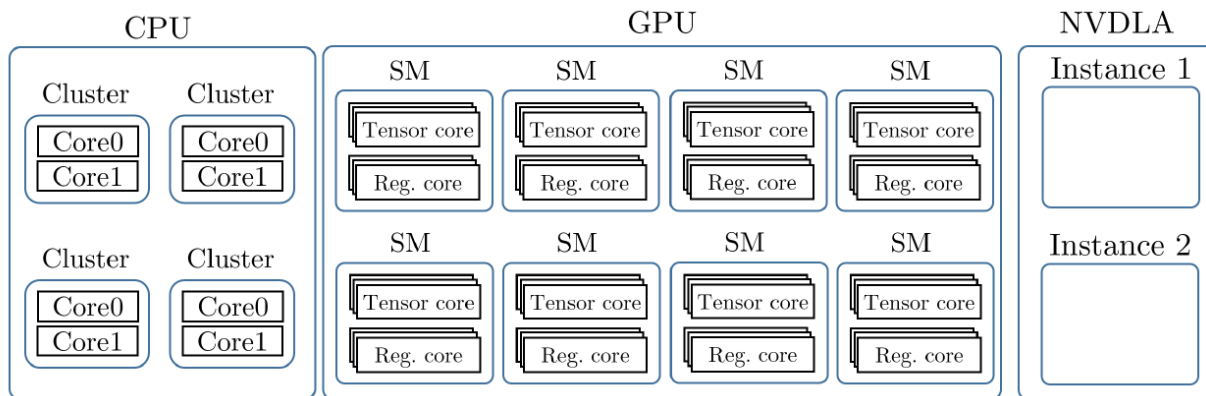 CPU
GPU
NVDLA
Cluster
Cluster
Core0
Core1
Core0
Core1
Cluster
Cluster
Core0
Core1
Core0
Core1
SM
SM
SM
SM
Tensor core
Tensor core
Tensor core
Tensor core
Reg. core
Reg. core
Reg. core
Reg. core
SM
SM
SM
SM
Tensor core
Tensor core
Tensor core
Tensor core
Reg. core
Reg. core
Reg. core
Reg. core
Instance 1
Instance 2